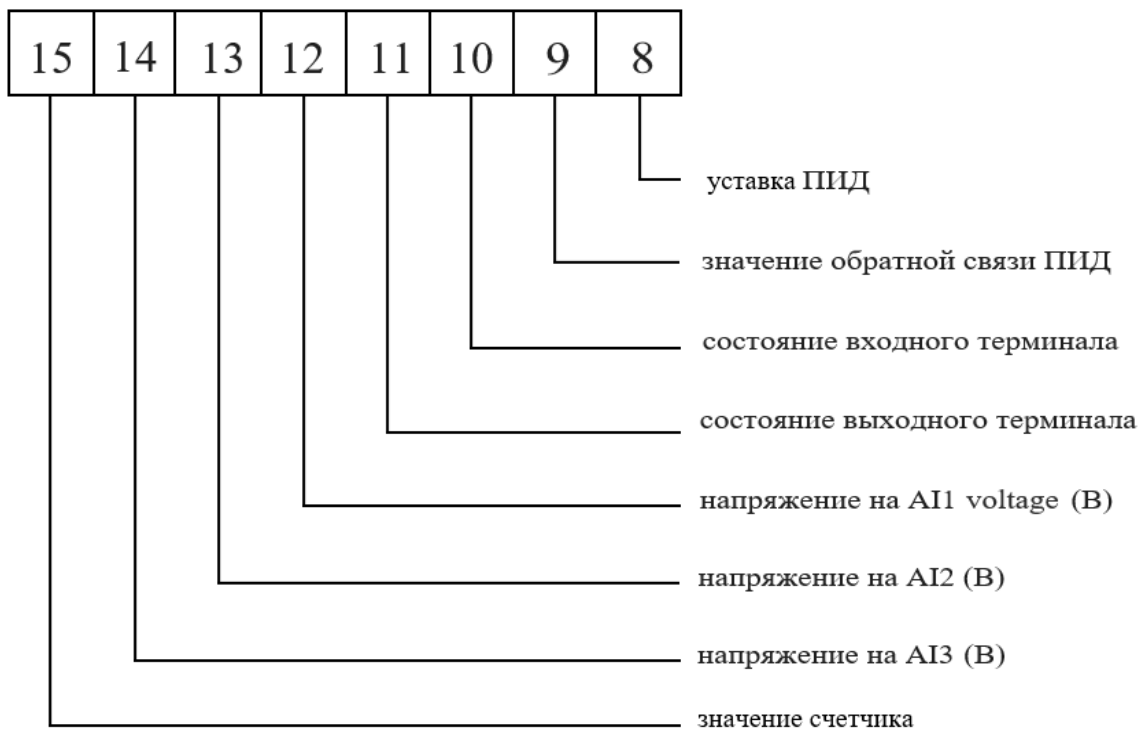 15 14 13 12 11 10 9 8
уставка ПИД
значение обратной связи ПИД
состояние входного терминала
состояние выходного терминала
напряжение на AI1 voltage (В)
напряжение на AI2 (В)
напряжение на AI3 (В)
значение счетчика